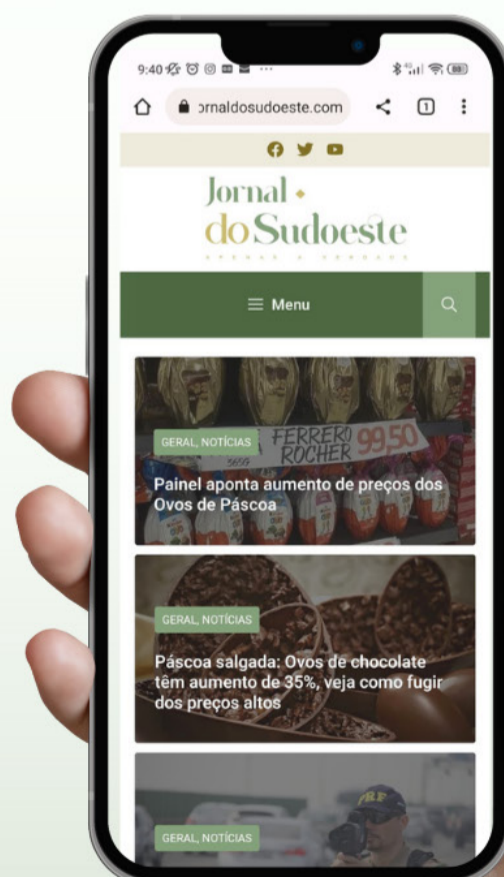 9:40
ornaldosudoeste.com
1
Jornal
do Sudoeste
APENAS A VERDADE
Menu
FERRERO
ROCHER
99,50
GERAL, NOTÍCIAS
Painel aponta aumento de preços dos
Ovos de Páscoa
GERAL, NOTÍCIAS
Páscoa salgada: Ovos de chocolate
têm aumento de 35%, veja como fugir
dos preços altos
PRF
GERAL, NOTÍCIAS